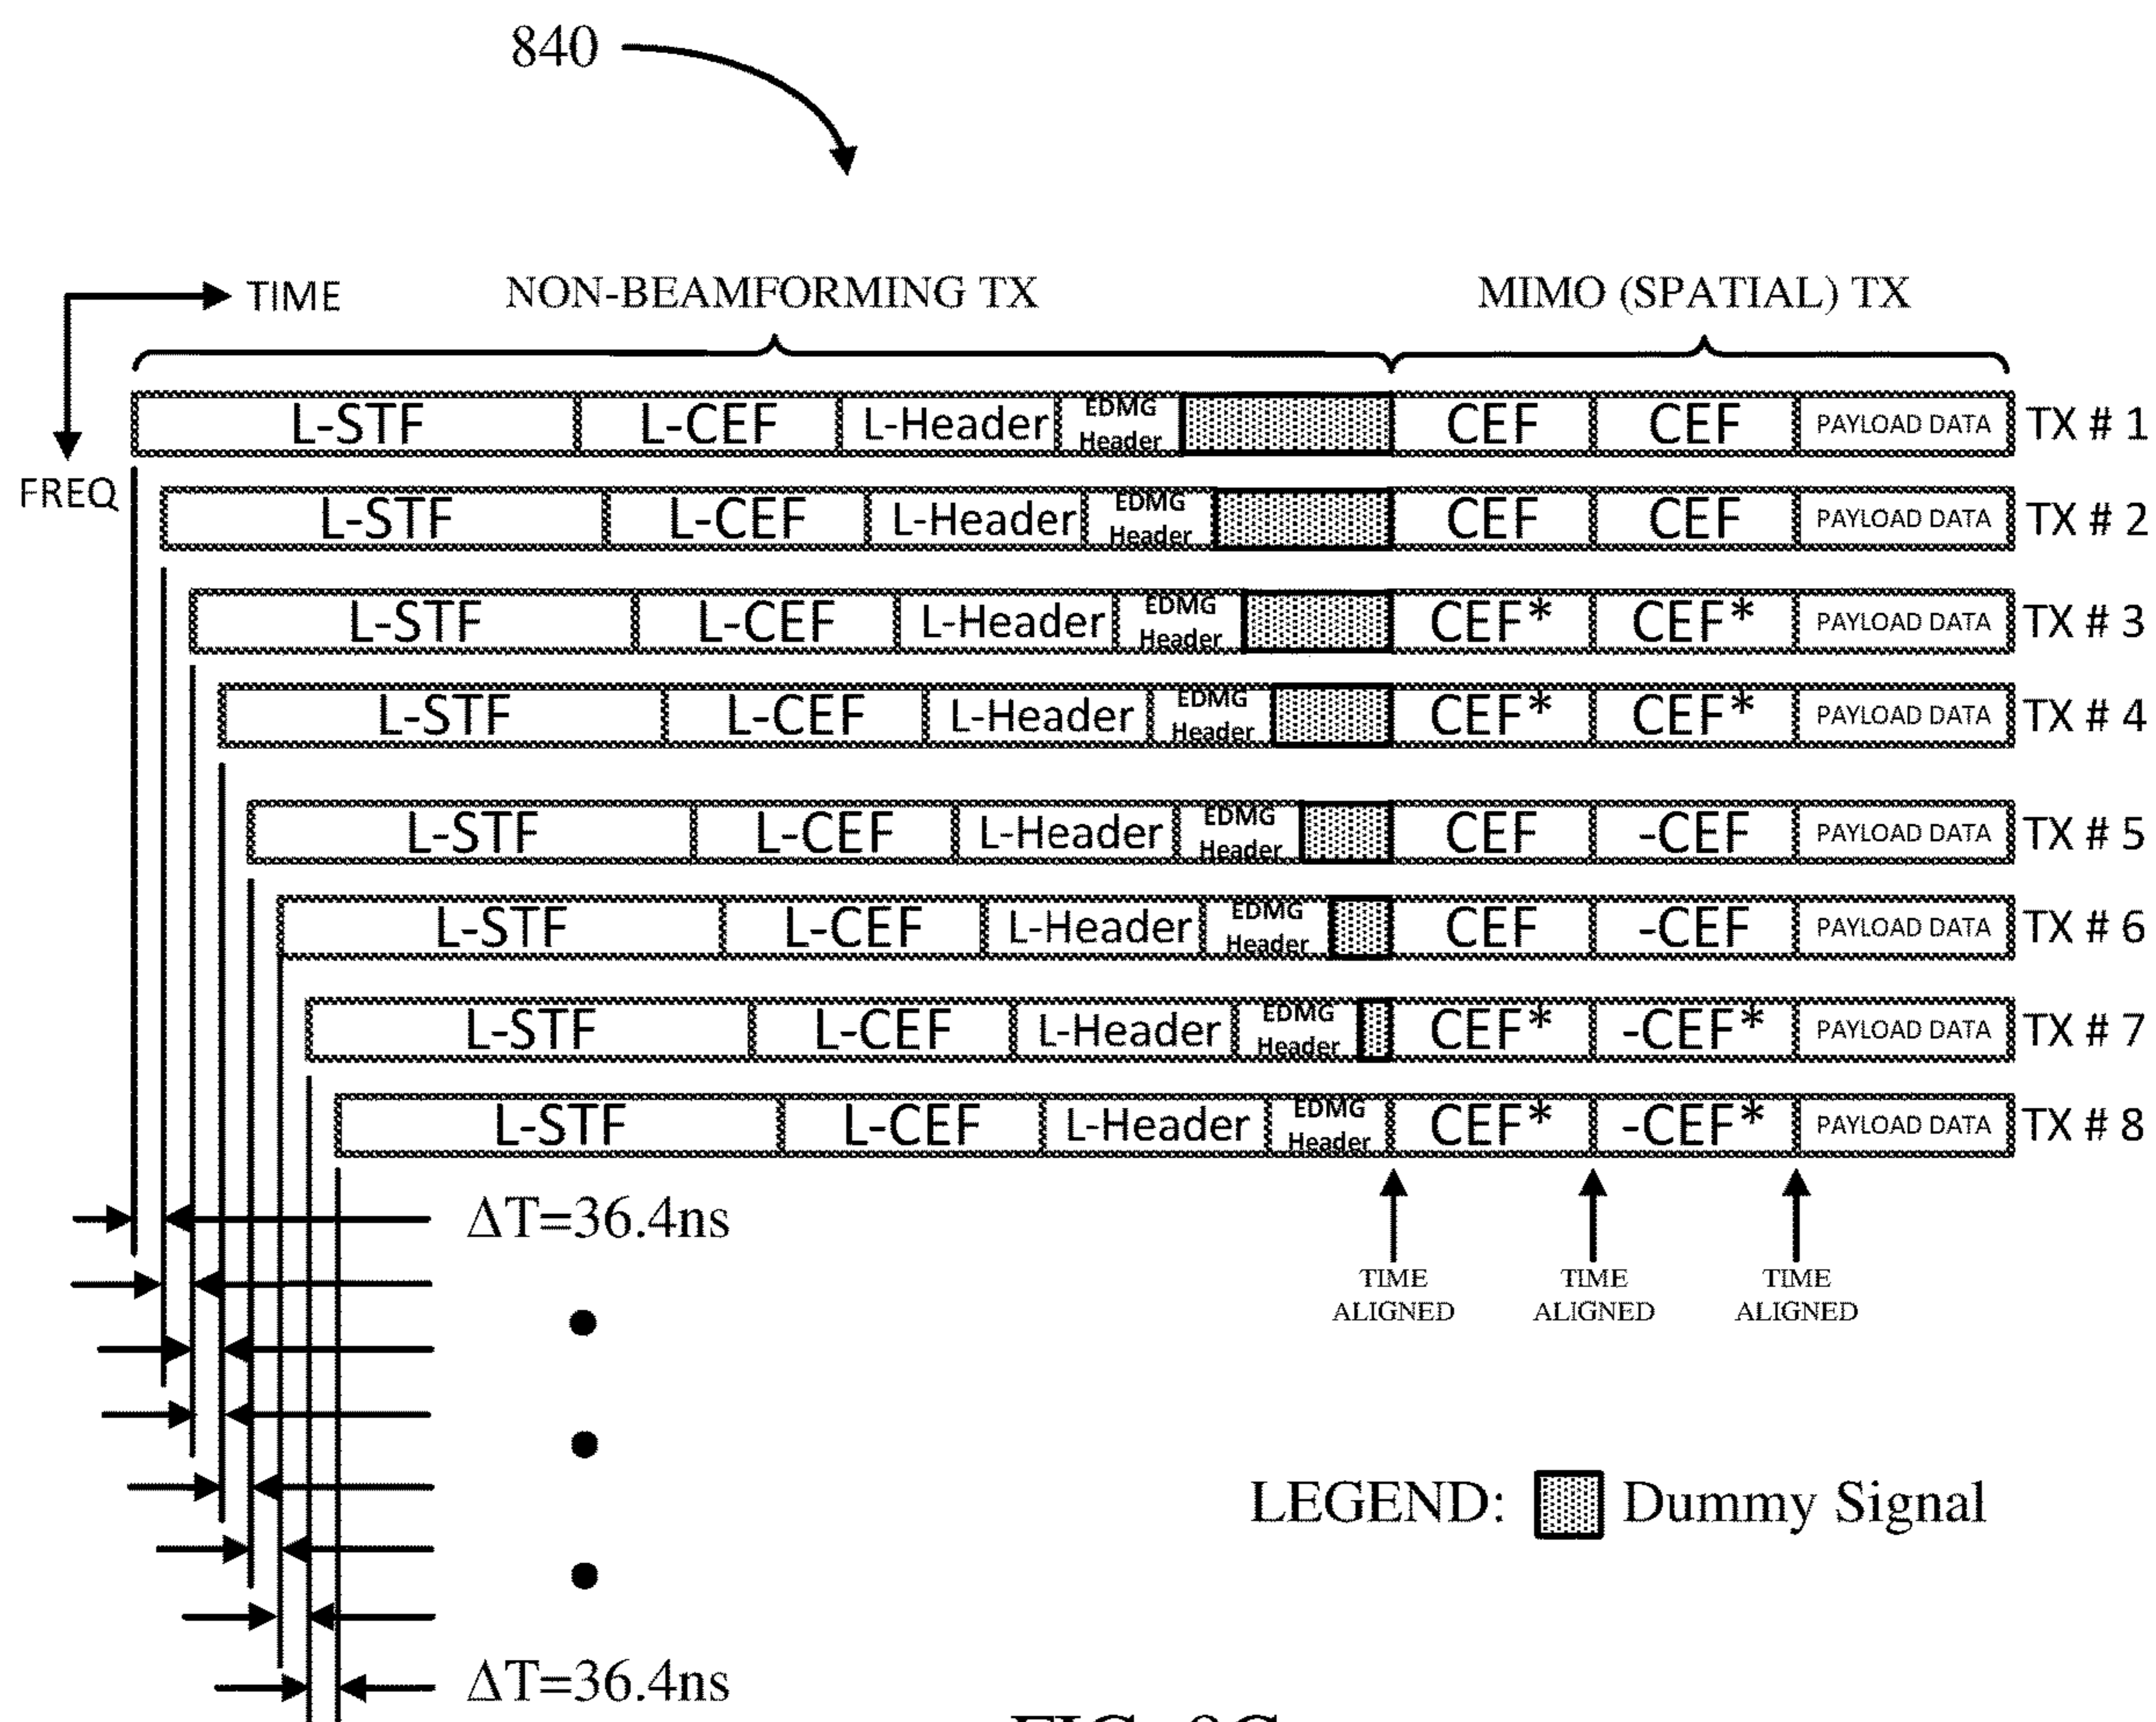 840
TIME
NON-BEAMFORMING TX
MIMO (SPATIAL) TX
FREQ
L-STF L-CEF L-Header EDMG Header CEF CEF PAYLOAD DATA TX # 1
L-STF L-CEF L-Header EDMG Header CEF CEF PAYLOAD DATA TX # 2
L-STF L-CEF L-Header EDMG Header CEF* CEF* PAYLOAD DATA TX # 3
L-STF L-CEF L-Header EDMG Header CEF* CEF* PAYLOAD DATA TX # 4
L-STF L-CEF L-Header EDMG Header CEF -CEF PAYLOAD DATA TX # 5
L-STF L-CEF L-Header EDMG Header CEF -CEF PAYLOAD DATA TX # 6
L-STF L-CEF L-Header EDMG Header CEF* -CEF* PAYLOAD DATA TX # 7
L-STF L-CEF L-Header EDMG Header CEF* -CEF* PAYLOAD DATA TX # 8
ΔT=36.4ns
TIME ALIGNED
TIME ALIGNED
TIME ALIGNED
LEGEND: Dummy Signal
ΔT=36.4ns